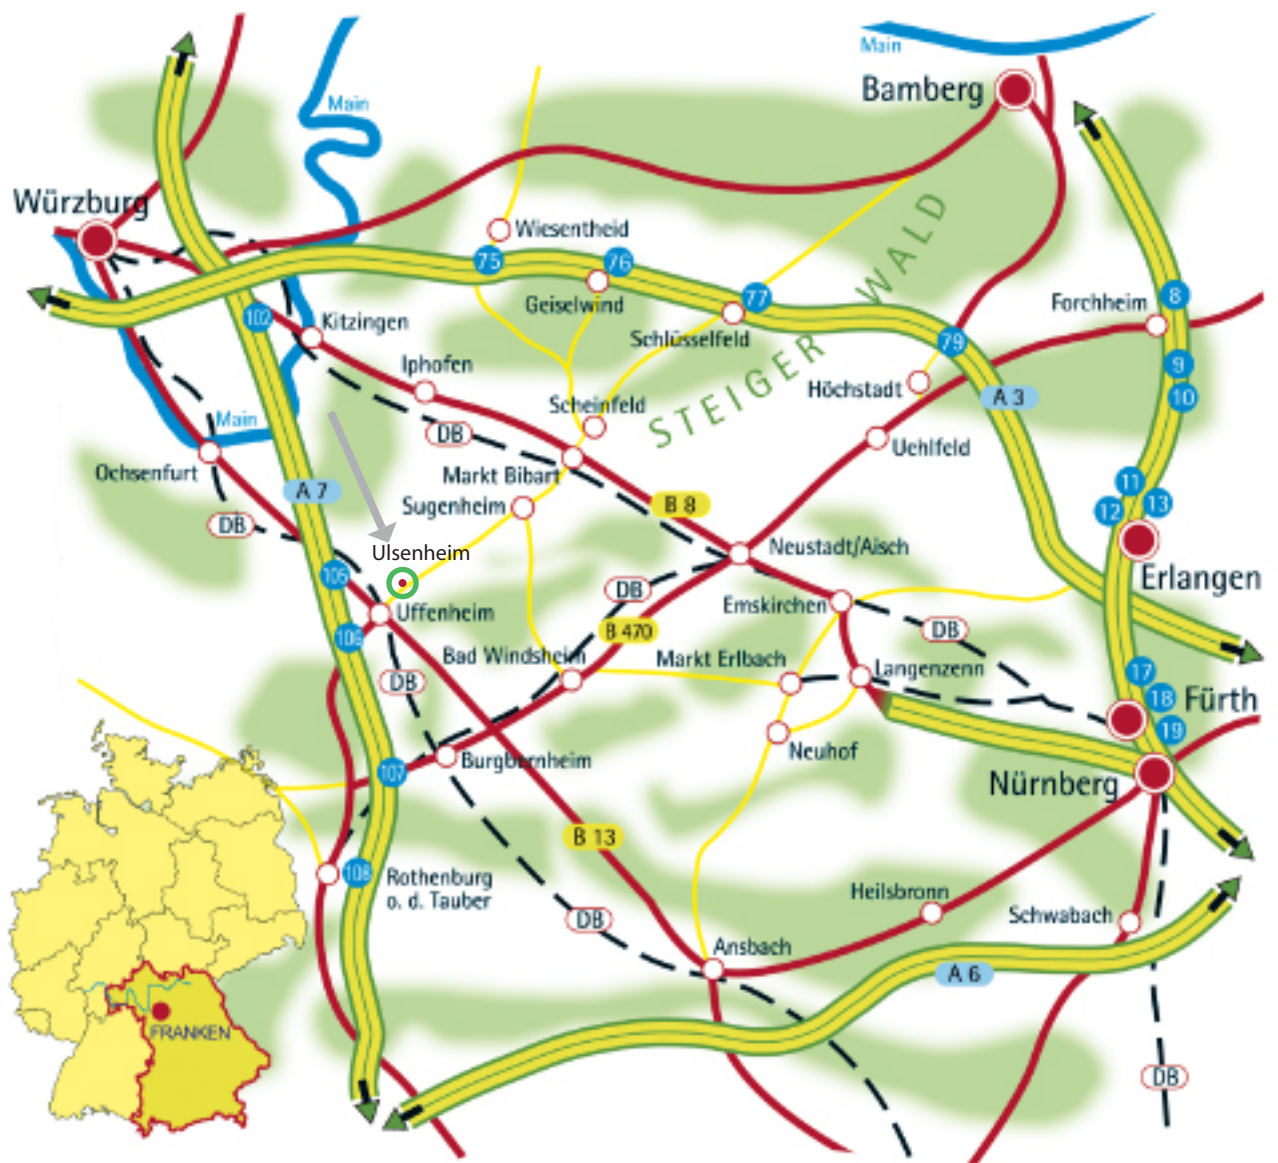 Main
Bamberg
Main
Würzburg
Wiesentheid
75
76
Geiselwind
77
Schlüsselfeld
STEIGER WALD
Forchheim
8
102
Kitzingen
79
Iphofen
9
Höchstadt
A 3
10
Scheinfeld
Main
DB
Uehlfeld
Ochsenfurt
Markt Bibart
A 7
Sugenheim
B 8
11
13
12
DB
Ulsenheim
Neustadt/Aisch
Erlangen
105
DB
Emskirchen
Uffenheim
106
B 470
DB
Bad Windsheim
Markt Erlbach
Langenzenn
17
DB
18
Fürth
19
Neuhof
Burgbernheim
107
Nürnberg
B 13
108
Rothenburg
o. d. Tauber
Heilsbronn
DB
Schwabach
Ansbach
A 6
FRANKEN
DB